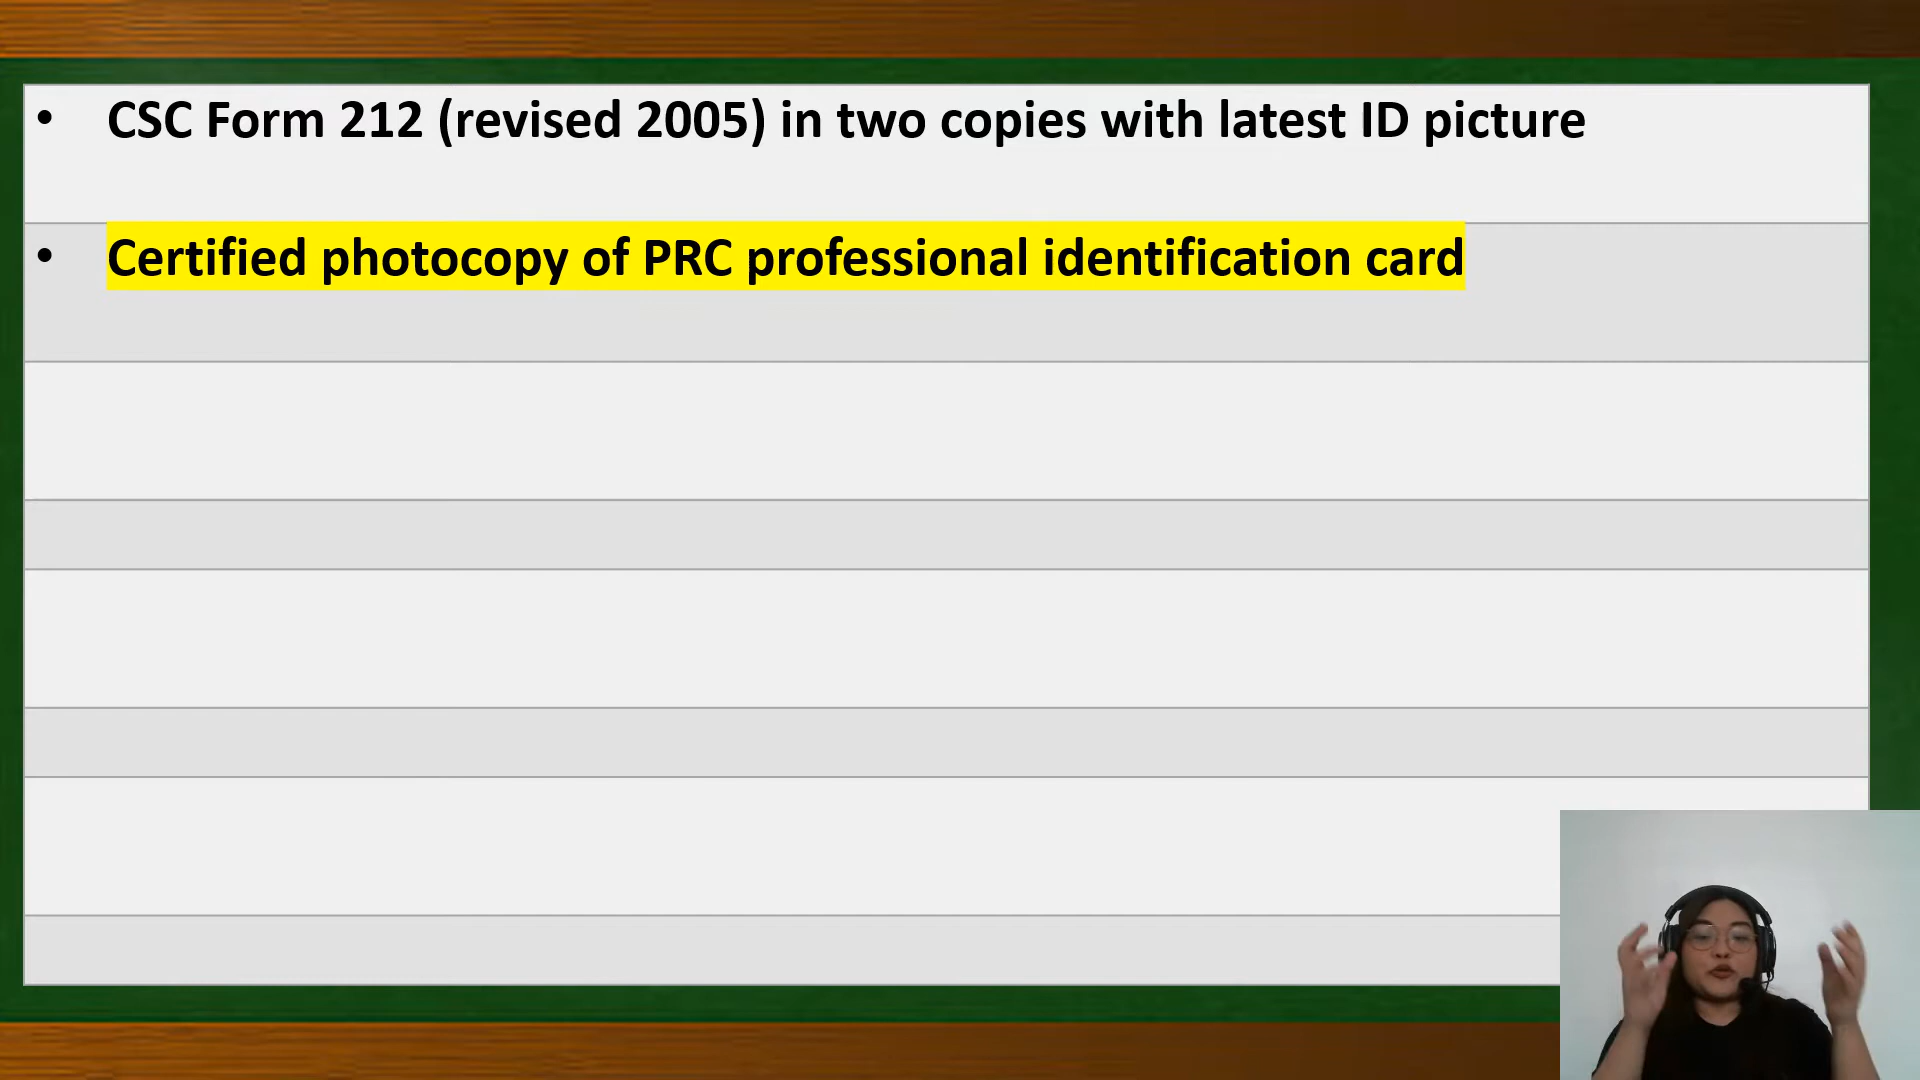 • CSC Form 212 (revised 2005) in two copies with latest ID picture
• Certified photocopy of PRC professional identification card